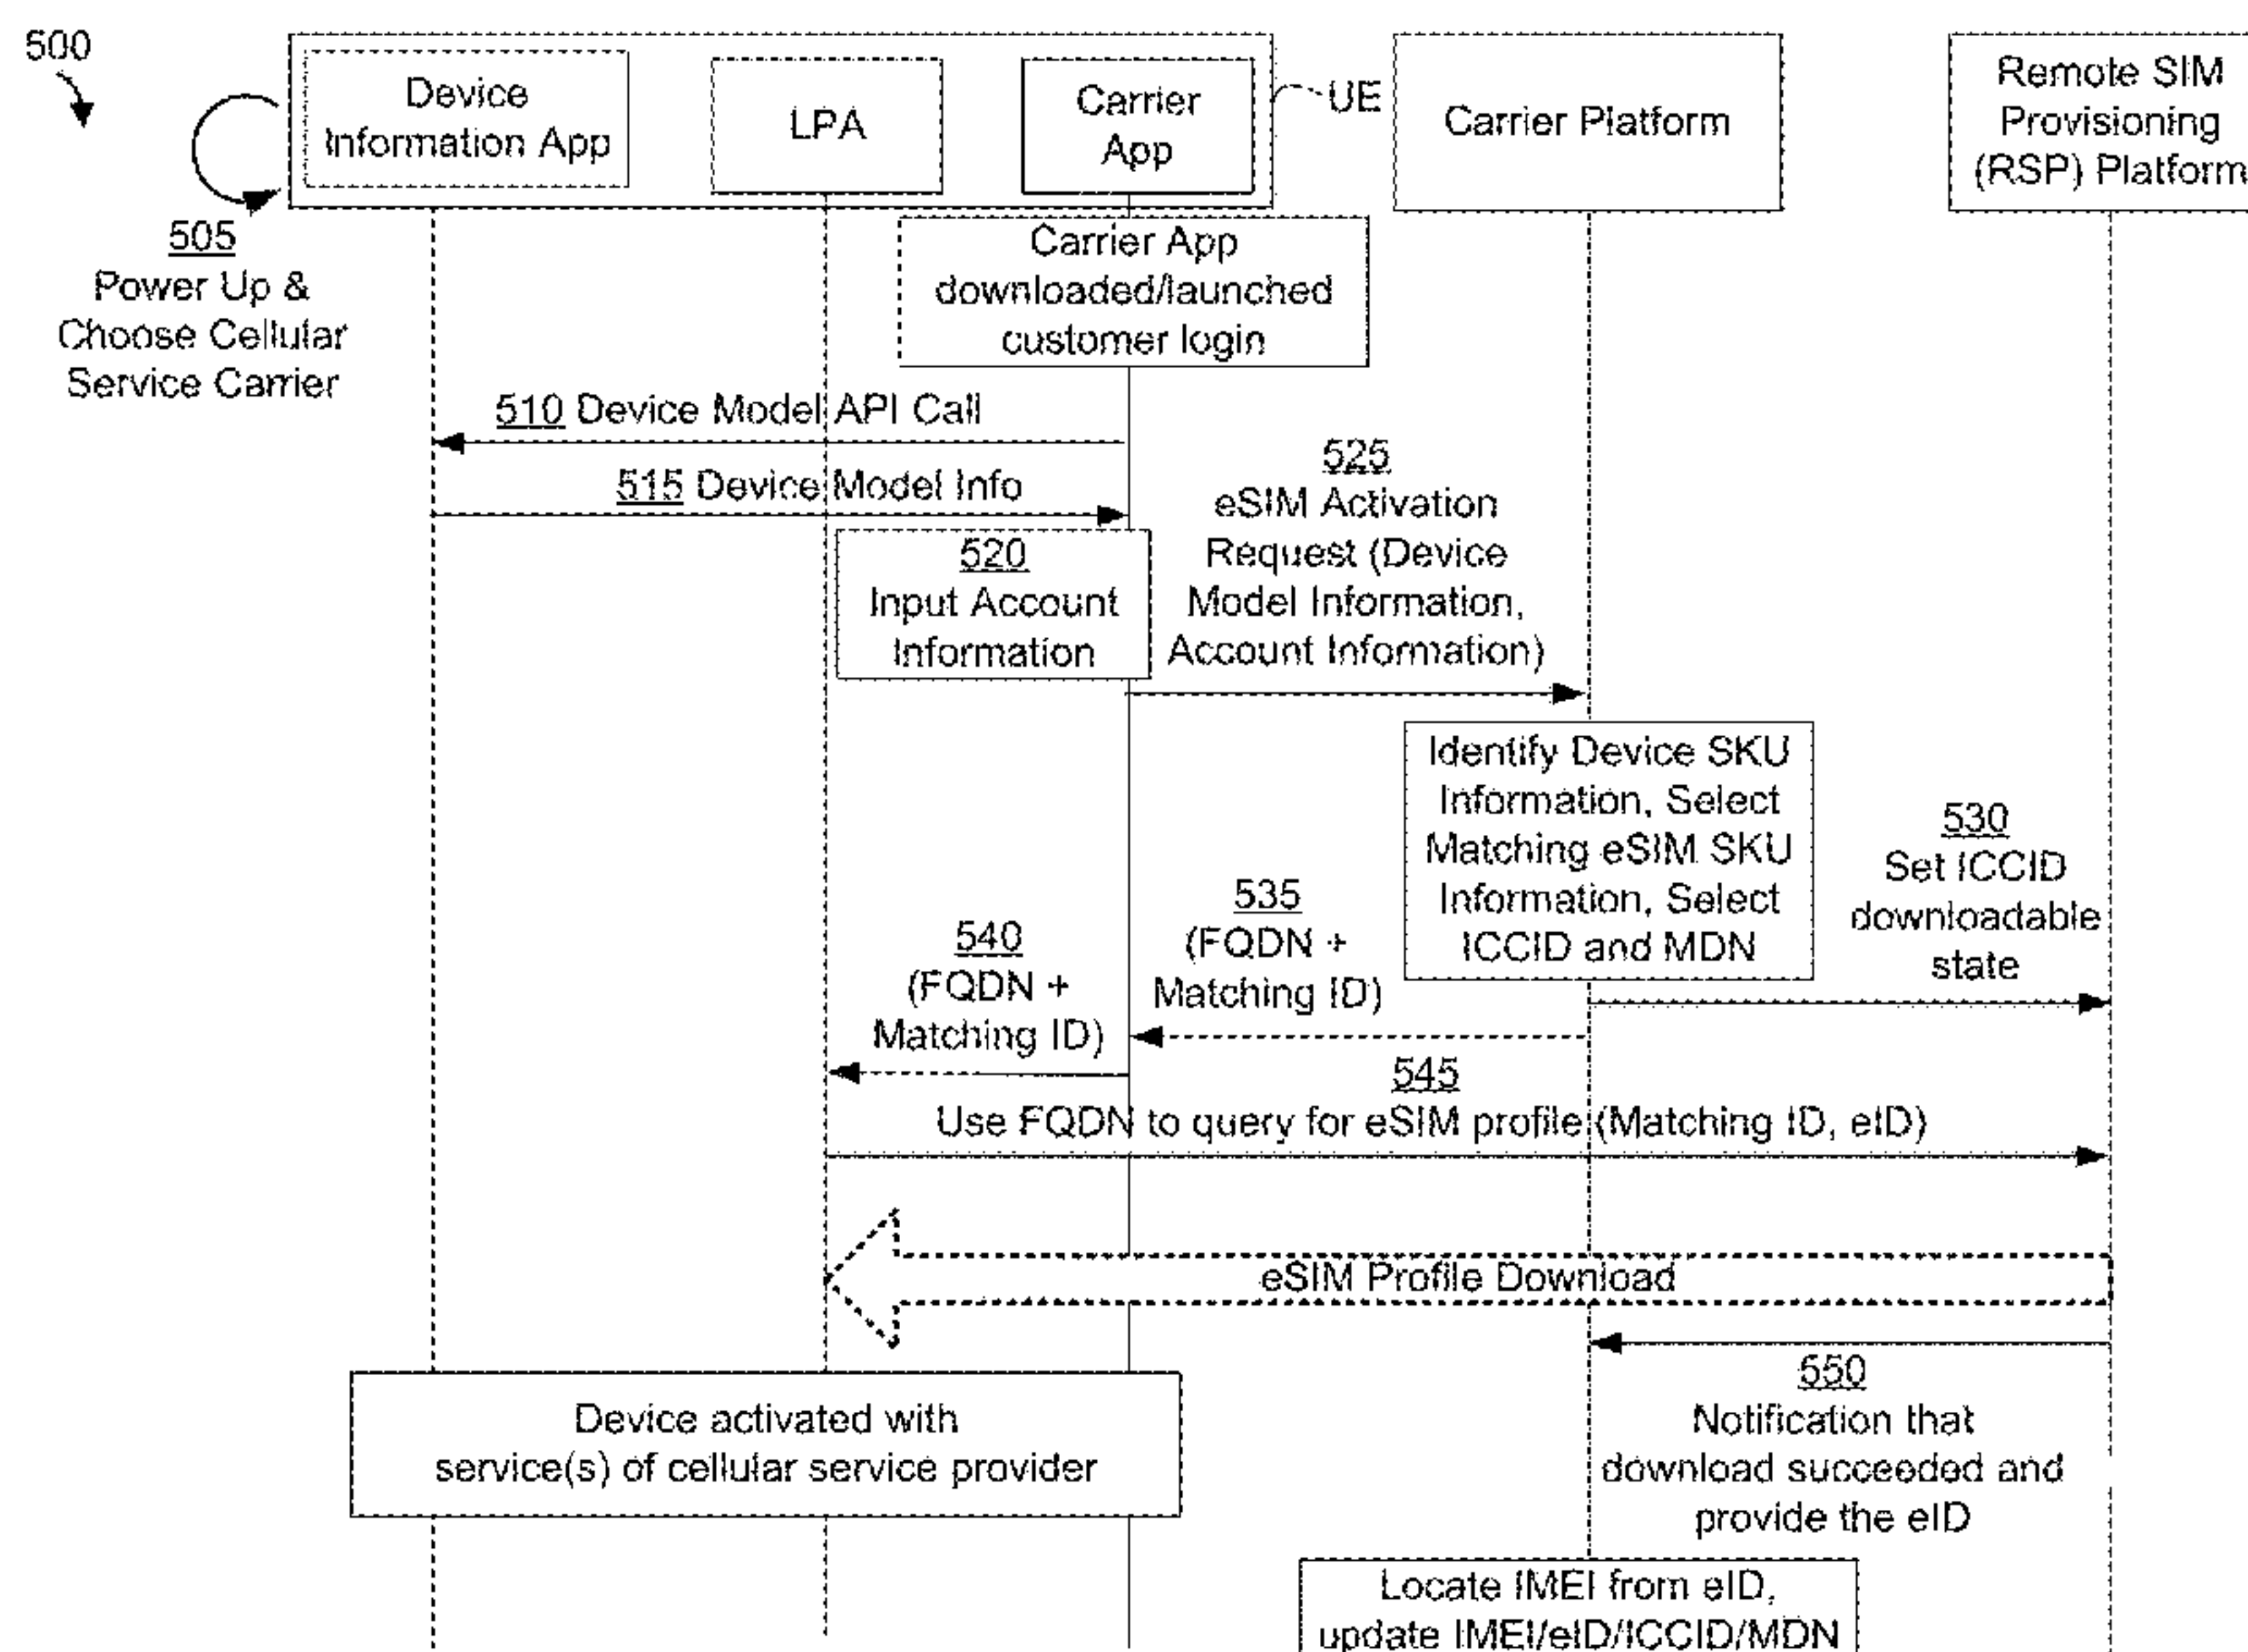 500
Device
Information App
LPA
Carrier
App
UE
Carrier Platform
Remote SIM
Provisioning
(RSP) Platform
505
Power Up &
Choose Cellular
Service Carrier
Carrier App
downloaded/launched
customer login
510 Device Model API Call
515 Device Model Info
520
Input Account
Information
525
eSIM Activation
Request (Device
Model Information,
Account Information)
Identify Device SKU
Information, Select
Matching eSIM SKU
Information, Select
ICCID and MDN
530
Set ICCID
downloadable
state
535
(FQDN +
Matching ID)
540
(FQDN +
Matching ID)
545
Use FQDN to query for eSIM profile (Matching ID, eID)
eSIM Profile Download
550
Notification that
download succeeded and
provide the eID
Device activated with
service(s) of cellular service provider
Locate IMEI from eID,
update IMEI/eID/ICCID/MDN